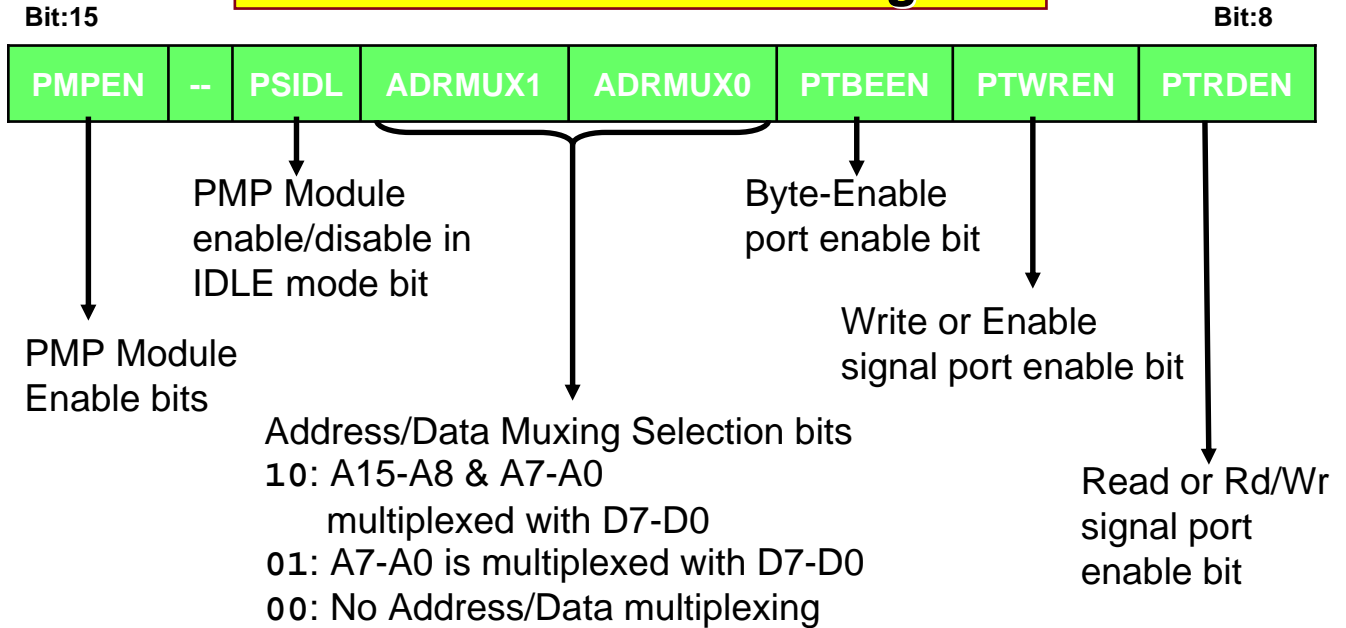 Bit:15
Bit:8
PMPEN -- PSIDL ADRMUX1 ADRMUX0 PTBEEN PTWREN PTRDEN
PMP Module
enable/disable in
IDLE mode bit
Byte-Enable
port enable bit
Write or Enable
signal port enable bit
PMP Module
Enable bits
Address/Data Muxing Selection bits
10: A15-A8 & A7-A0
multiplexed with D7-D0
01: A7-A0 is multiplexed with D7-D0
00: No Address/Data multiplexing
Read or Rd/Wr
signal port
enable bit